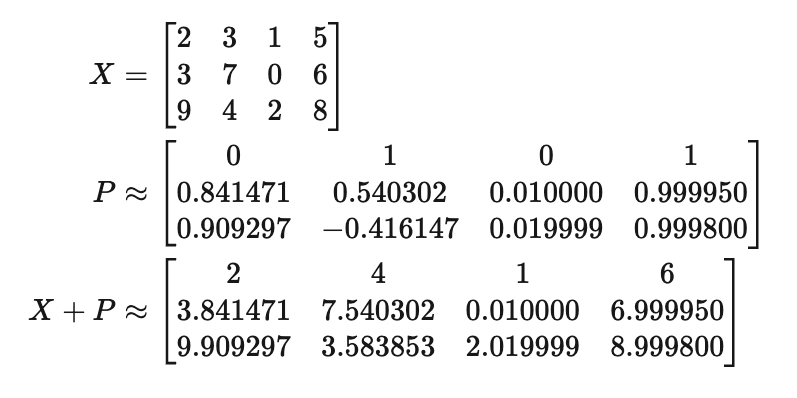 X = [2 3 1 5
3 7 0 6
9 4 2 8]
P ≈ [0 1 0 1
0.841471 0.540302 0.010000 0.999950
0.909297 −0.416147 0.019999 0.999800]
X + P ≈ [2 4 1 6
3.841471 7.540302 0.010000 6.999950
9.909297 3.583853 2.019999 8.999800]